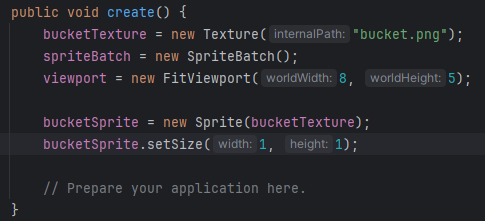 public void create() {
bucketTexture = new Texture( internalPath: "bucket.png");
spriteBatch = new SpriteBatch();
viewport = new FitViewport( worldWidth: 8, worldHeight: 5);
bucketSprite = new Sprite(bucketTexture);
bucketSprite.setSize( width: 1, height: 1);
// Prepare your application here.
}